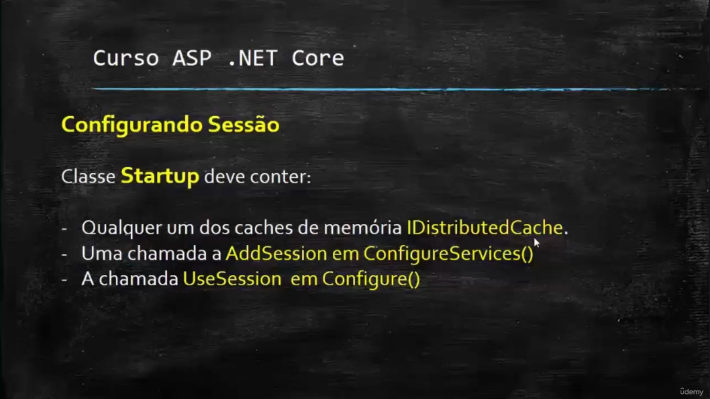 Curso ASP .NET Core
Configurando Sessão
Classe Startup deve conter:
- Qualquer um dos caches de memória IDistributedCache.
- Uma chamada a AddSession em ConfigureServices()
- A chamada UseSession em Configure()
ûdemy